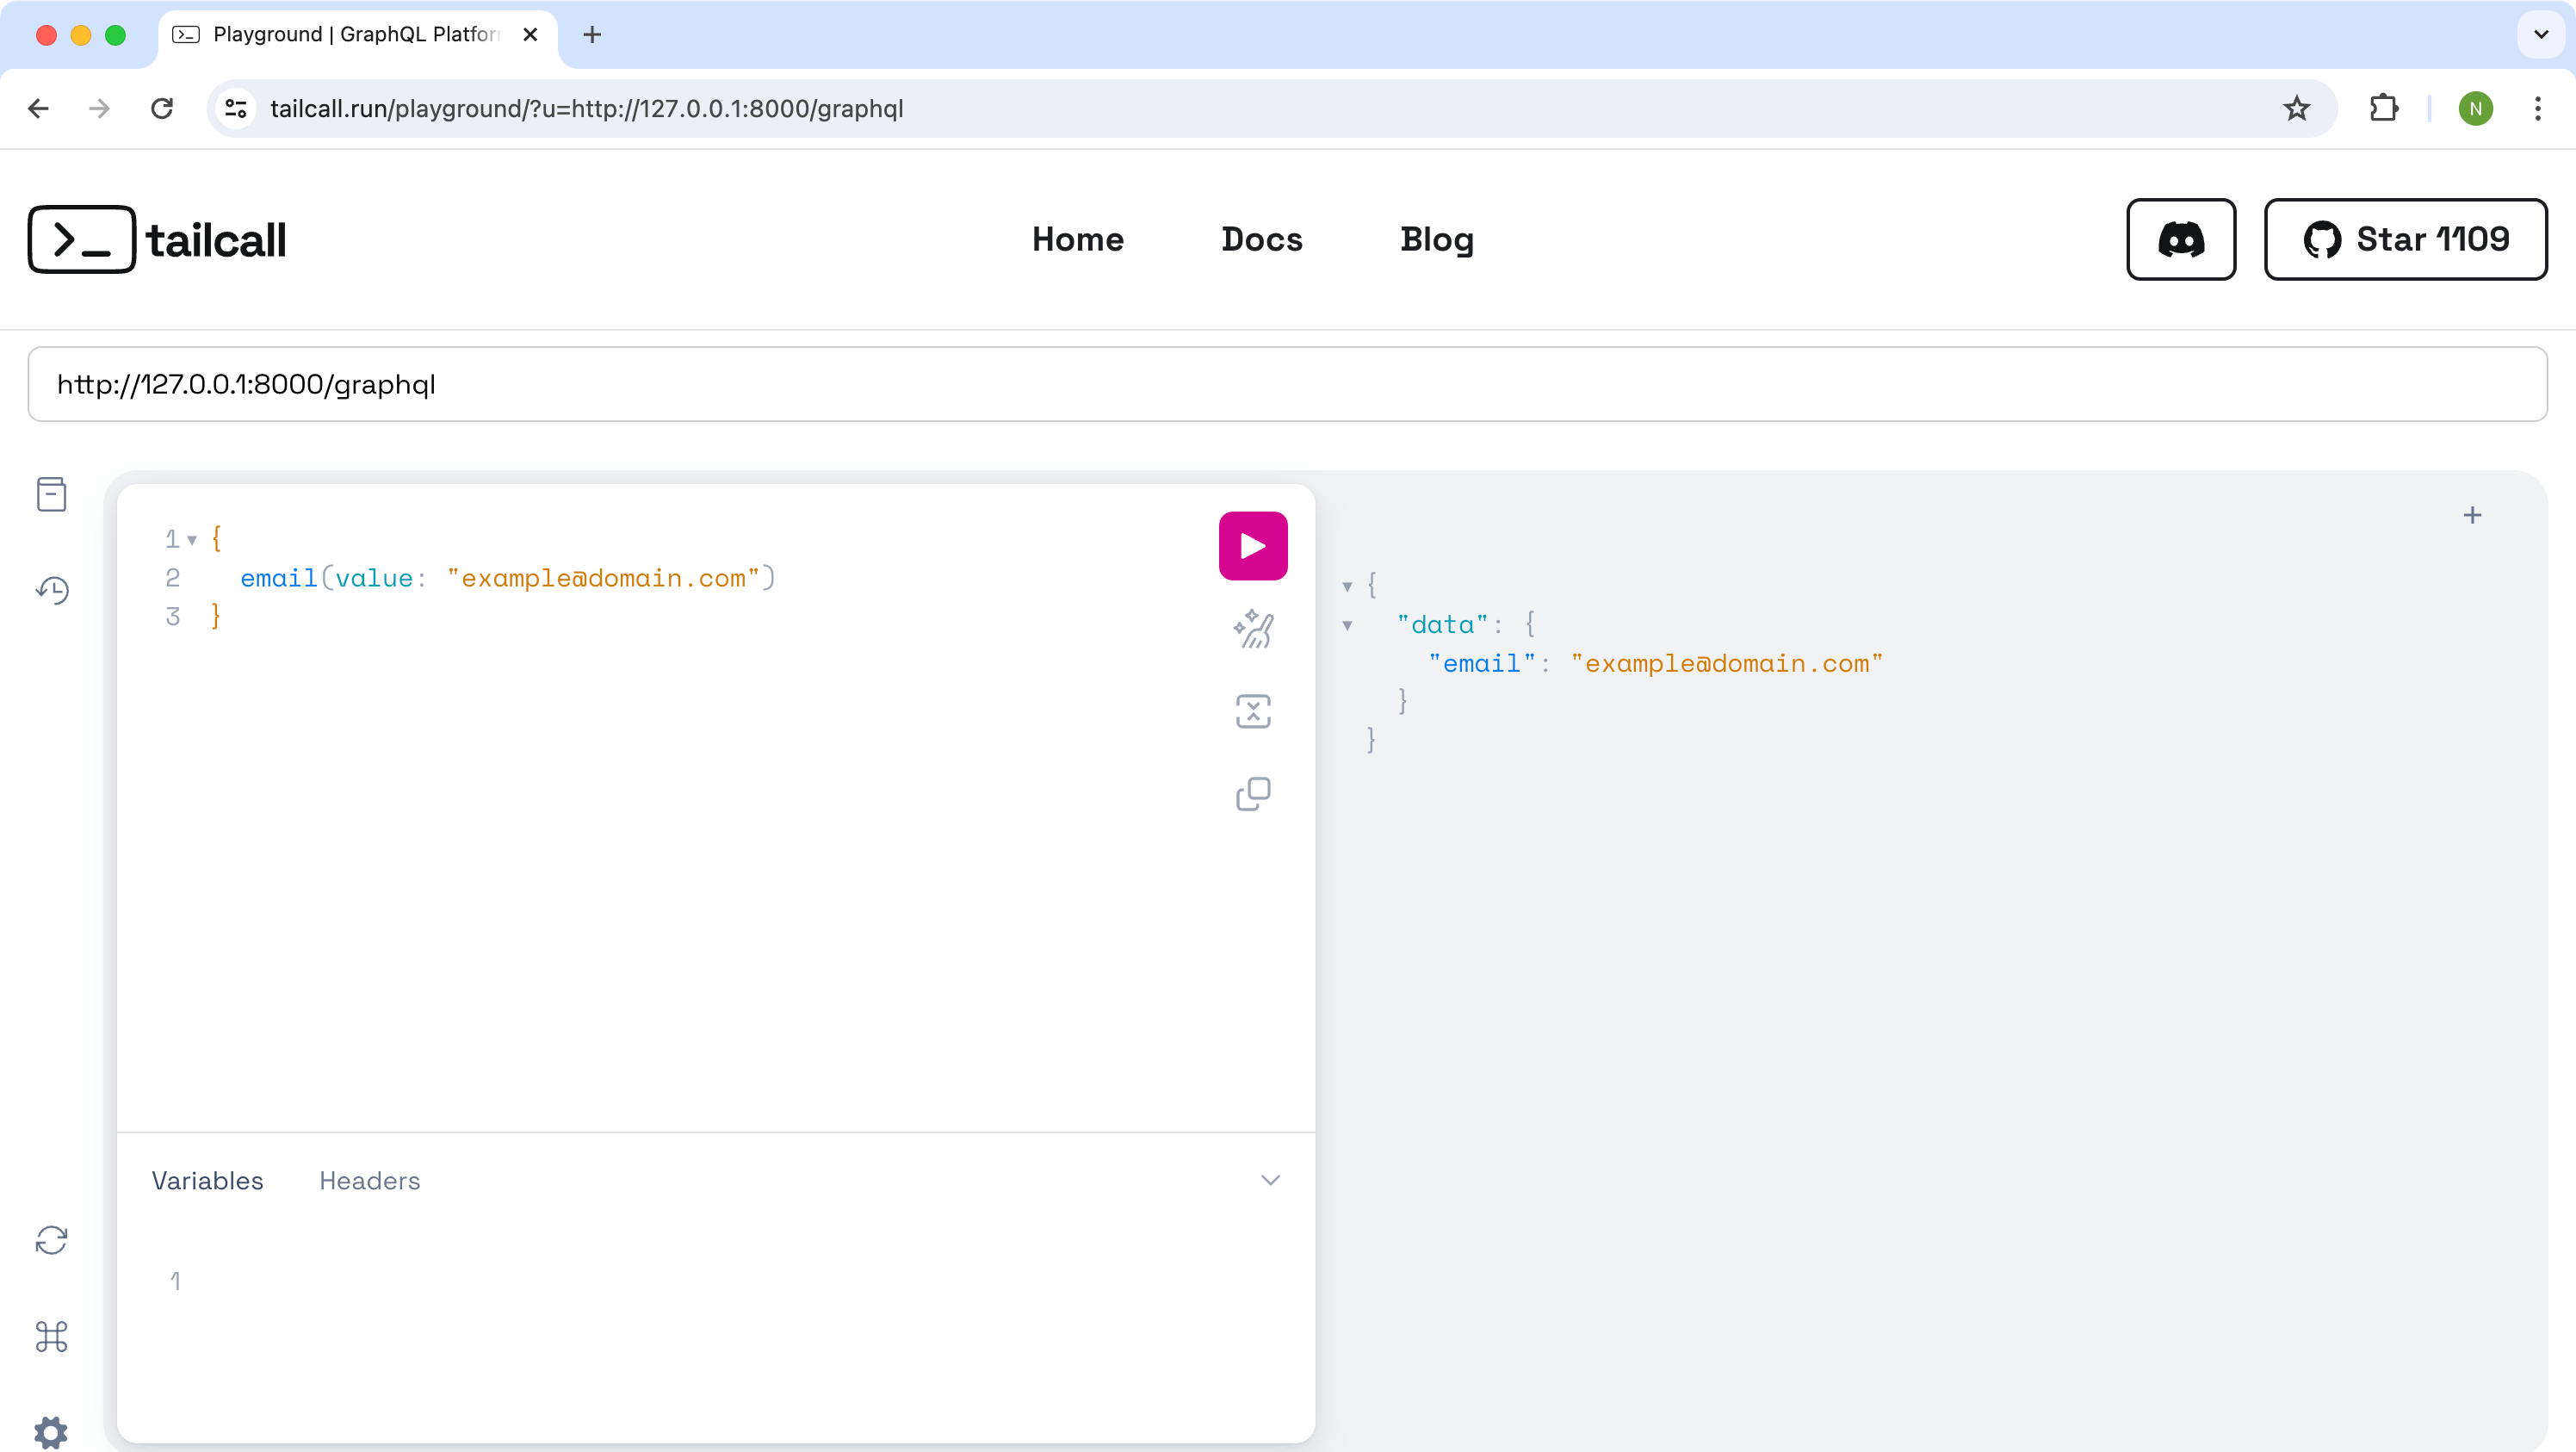 Playground | GraphQL Platfor
tailcall.run/playground/?u=http://127.0.0.1:8000/graphql
N
tailcall
Home
Docs
Blog
Star 1109
http://127.0.0.1:8000/graphql
1 {
2 email(value: "example@domain.com")
3 }
{
"data": {
"email": "example@domain.com"
}
}
Variables
Headers
1